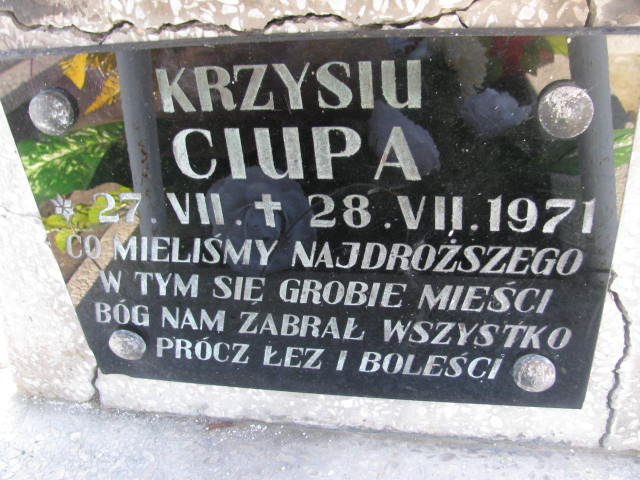 KRZYSIU
CIUPA
* 27.VII. ✝ 28.VII.1971
CO MIELIŚMY NAJDROŻSZEGO
W TYM SIĘ GROBIE MIEŚCI
BÓG NAM ZABRAŁ WSZYSTKO
PRÓCZ ŁEZ I BOLEŚCI